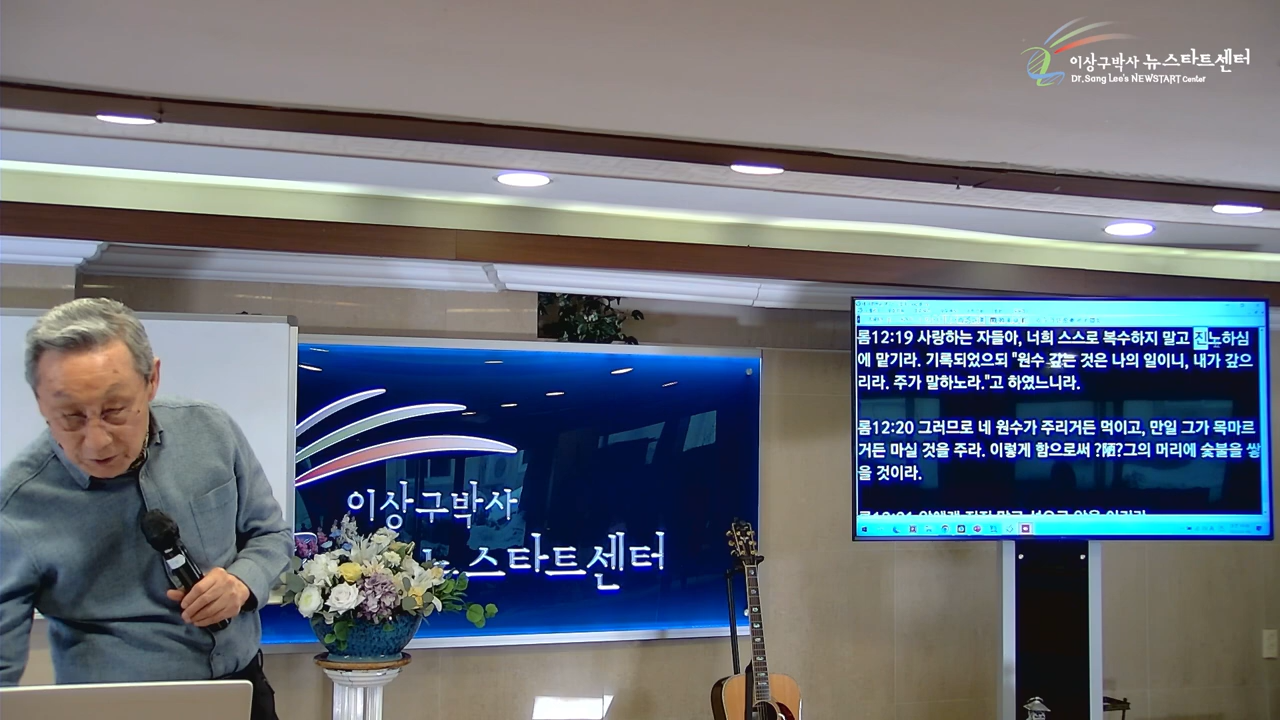 이상구박사 뉴스타트센터
Dr. Sang Lee's NEWSTART Center
롬12:19 사랑하는 자들아, 너희 스스로 복수하지 말고 진노하심
에 맡기라. 기록되었으되 "원수 갚는 것은 나의 일이니, 내가 갚으
리라. 주가 말하노라."고 하였느니라.
롬12:20 그러므로 네 원수가 주리거든 먹이고, 만일 그가 목마르
거든 마실 것을 주라. 이렇게 함으로써 ?陋?그의 머리에 숯불을 쌓
을 것이라.
이상구박사
뉴스타트센터